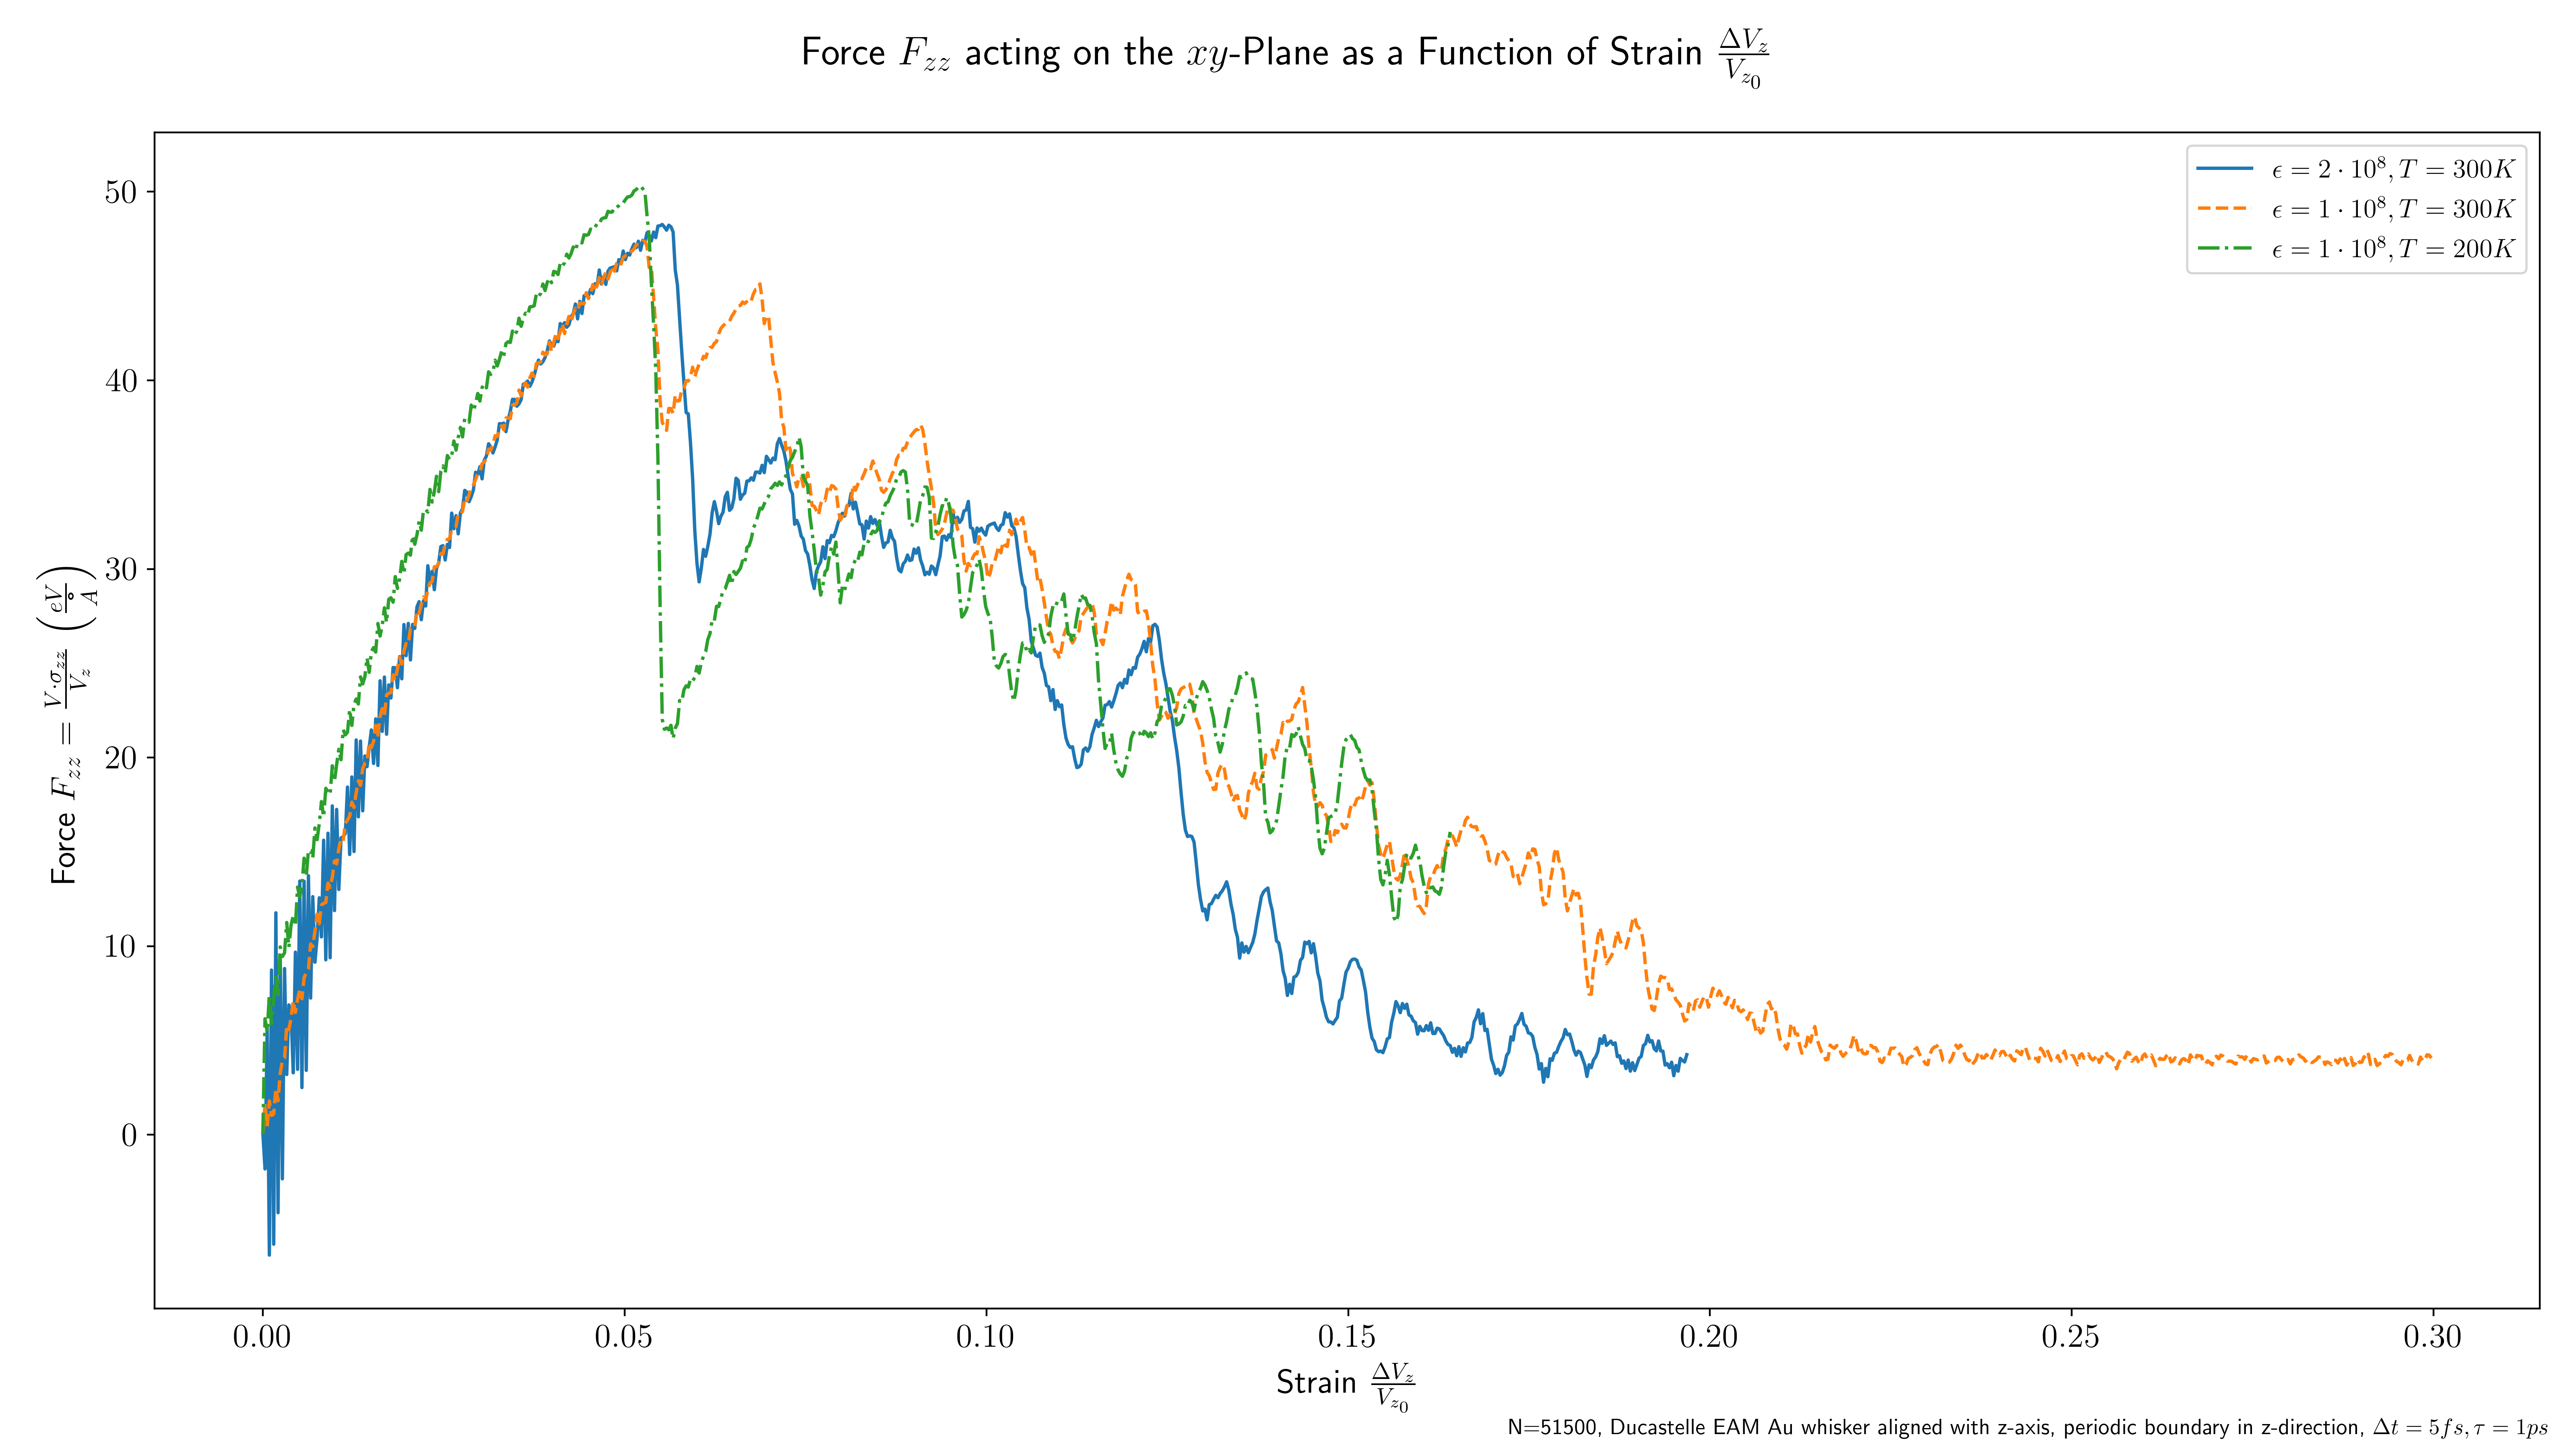 Force $F_{zz}$ acting on the $xy$-Plane as a Function of Strain $\frac{\Delta V_z}{V_{z_0}}$
$\epsilon = 2 \cdot 10^8, T = 300K$
$\epsilon = 1 \cdot 10^8, T = 300K$
$\epsilon = 1 \cdot 10^8, T = 200K$
Force $F_{zz} = \frac{V \cdot \sigma_{zz}}{V_z}$ $\left(\frac{eV}{\mathring{A}}\right)$
50
40
30
20
10
0
0.00 0.05 0.10 0.15 0.20 0.25 0.30
Strain $\frac{\Delta V_z}{V_{z_0}}$
N=51500, Ducastelle EAM Au whisker aligned with z-axis, periodic boundary in z-direction, $\Delta t = 5fs, \tau = 1ps$